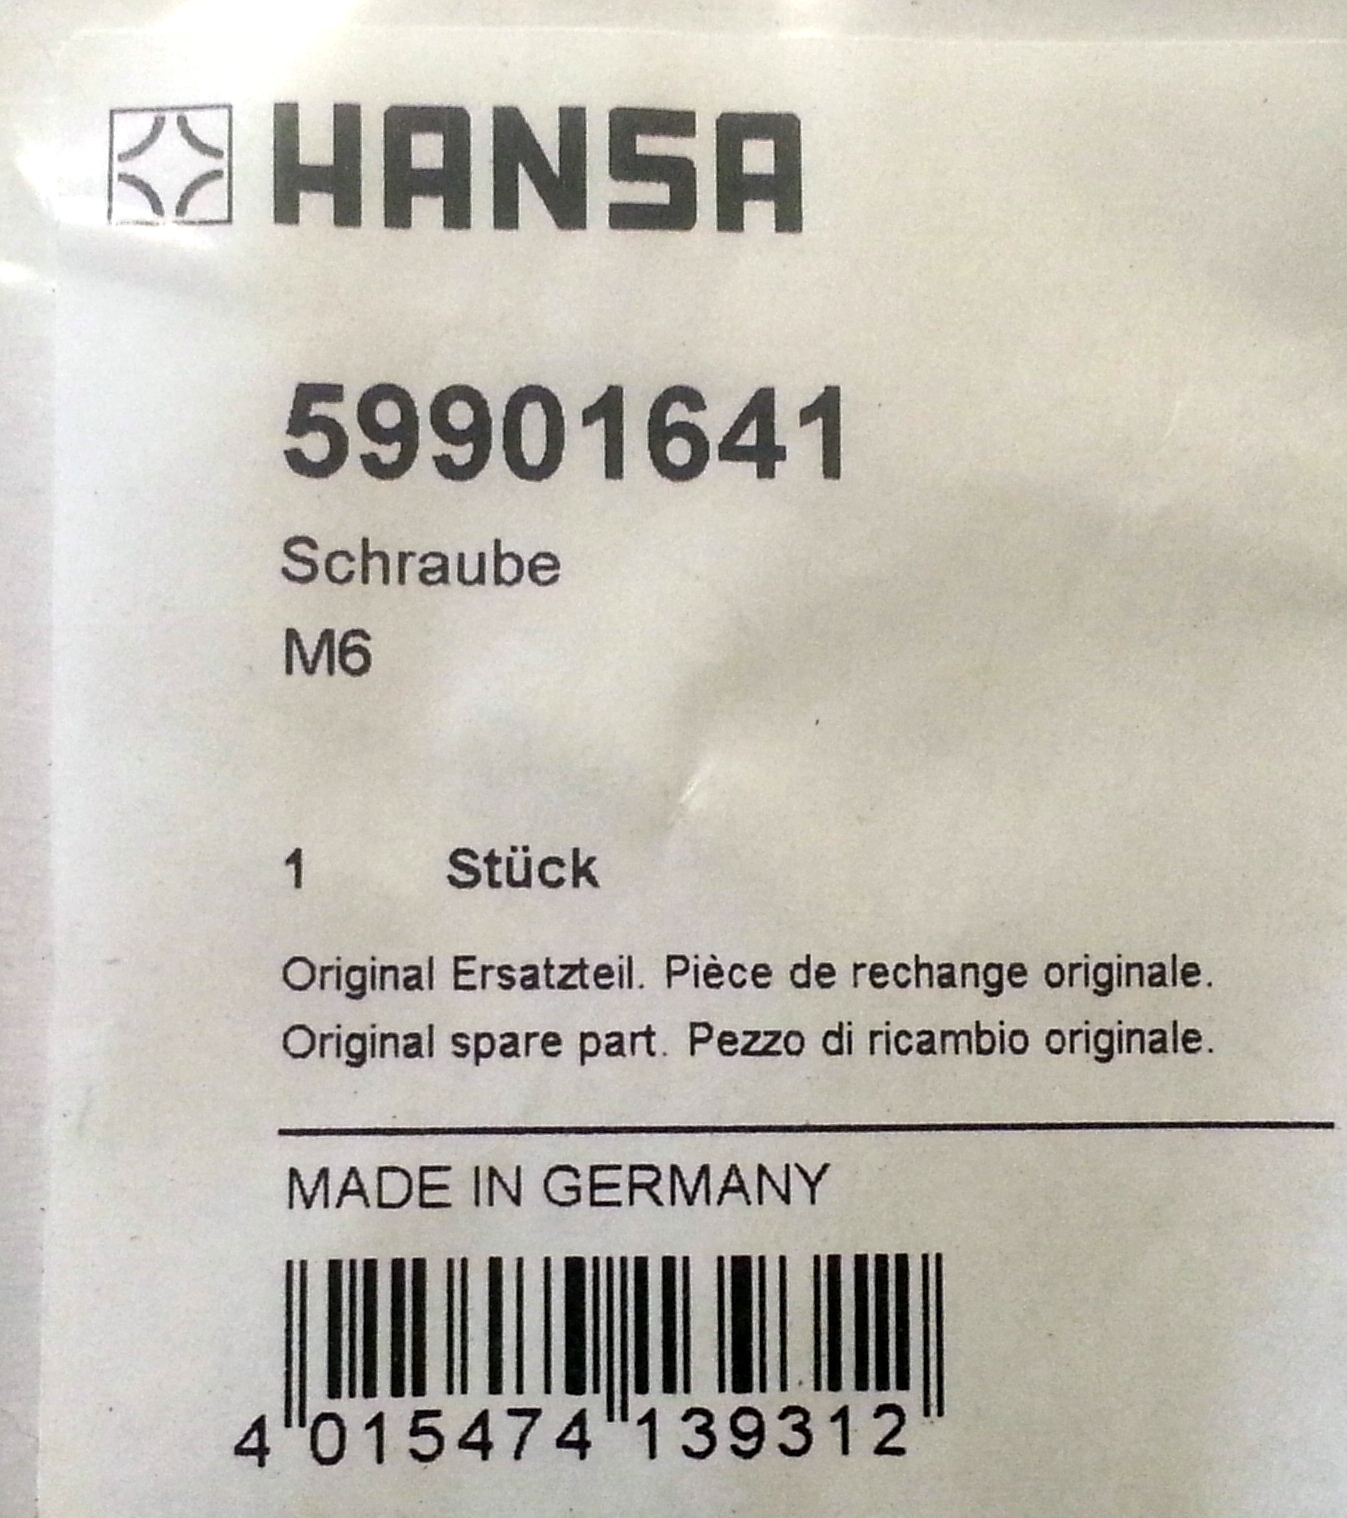 HANSA
59901641
Schraube
M6
1 Stück
Original Ersatzteil. Pièce de rechange originale.
Original spare part. Pezzo di ricambio originale.
MADE IN GERMANY
4 015474 139312